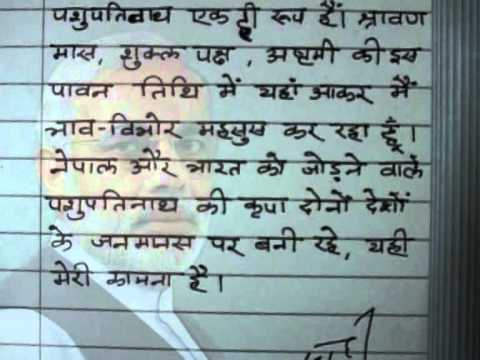 पशुपतिनाथ एक ही रूप हैं। श्रावण
मास, शुक्ल पक्ष, अष्टमी की इस
पावन तिथि में यहां आकर मैं
भाव-विभोर महसुस कर रहा हूँ।
नेपाल और भारत को जोड़ने वाले
पशुपतिनाथ की कृपा दोनों देशों
के जनमानस पर बनी रहे, यही
मेरी कामना है।